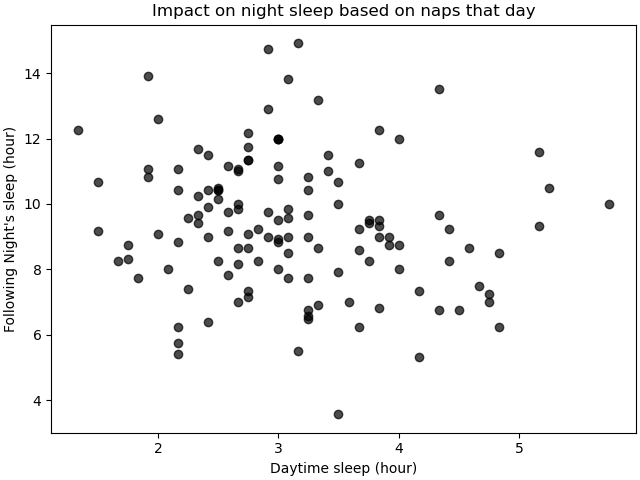 Impact on night sleep based on naps that day
Following Night's sleep (hour)
14
12
10
8
6
4
2 3 4 5
Daytime sleep (hour)